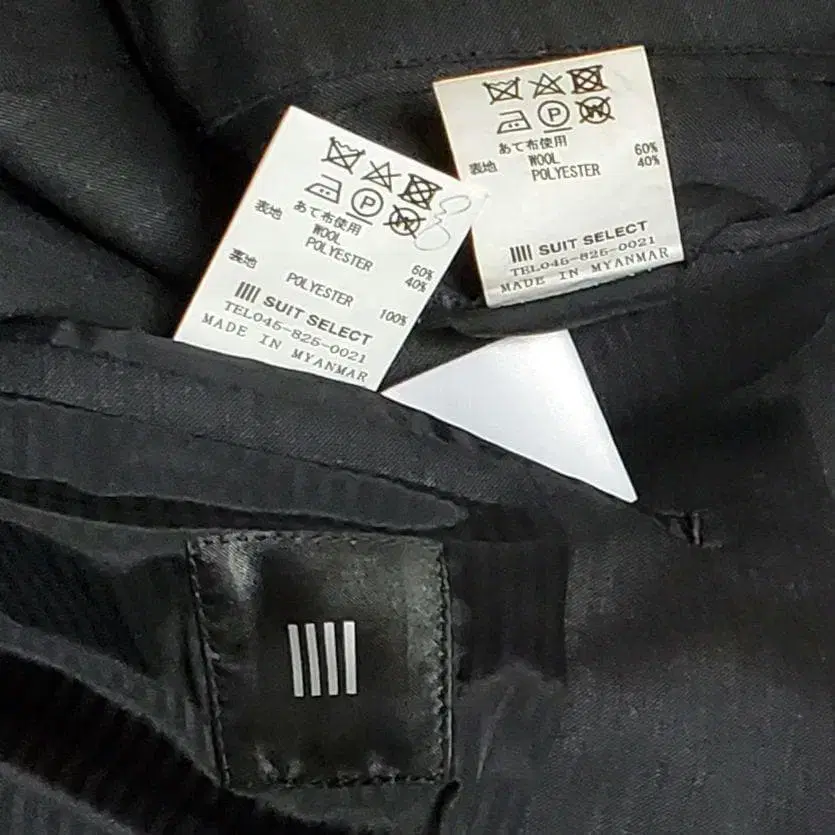 あて布使用
表地 WOOL 60%
POLYESTER 40%
裏地 POLYESTER 100%
SUIT SELECT
TEL045-825-0021
MADE IN MYANMAR
P
あて布使用
表地 WOOL 60%
POLYESTER 40%
SUIT SELECT
TEL045-825-0021
MADE IN MYANMAR